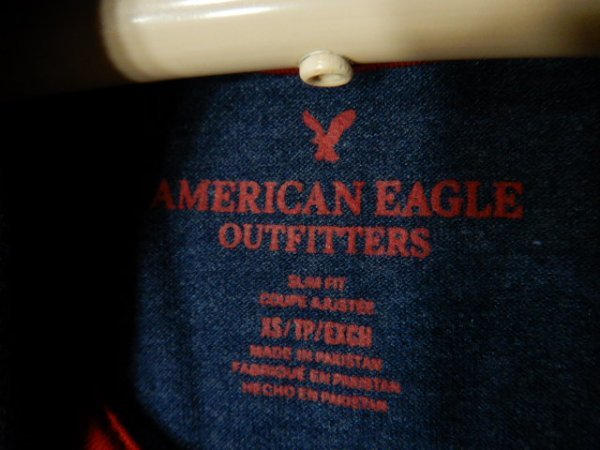 AMERICAN EAGLE
OUTFITTERS
SLIM FIT
COUPE AJUSTÉE
XS/TP/EXCH
MADE IN PAKISTAN
FABRIQUÉ EN PAKISTAN
HECHO EN PAKISTAN